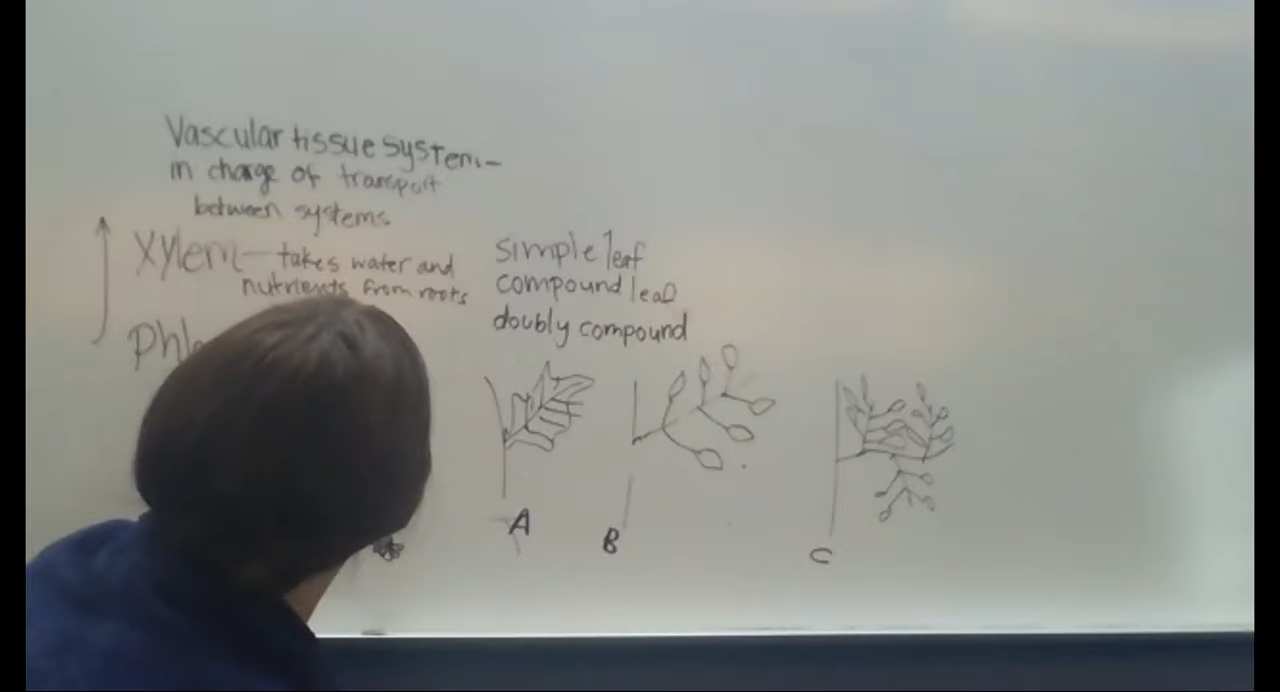 Vascular tissue system-
in charge of transport
between systems
Xylem- takes water and
nutrients from roots
Phlo
simple leaf
compound leaf
doubly compound
A
B
C